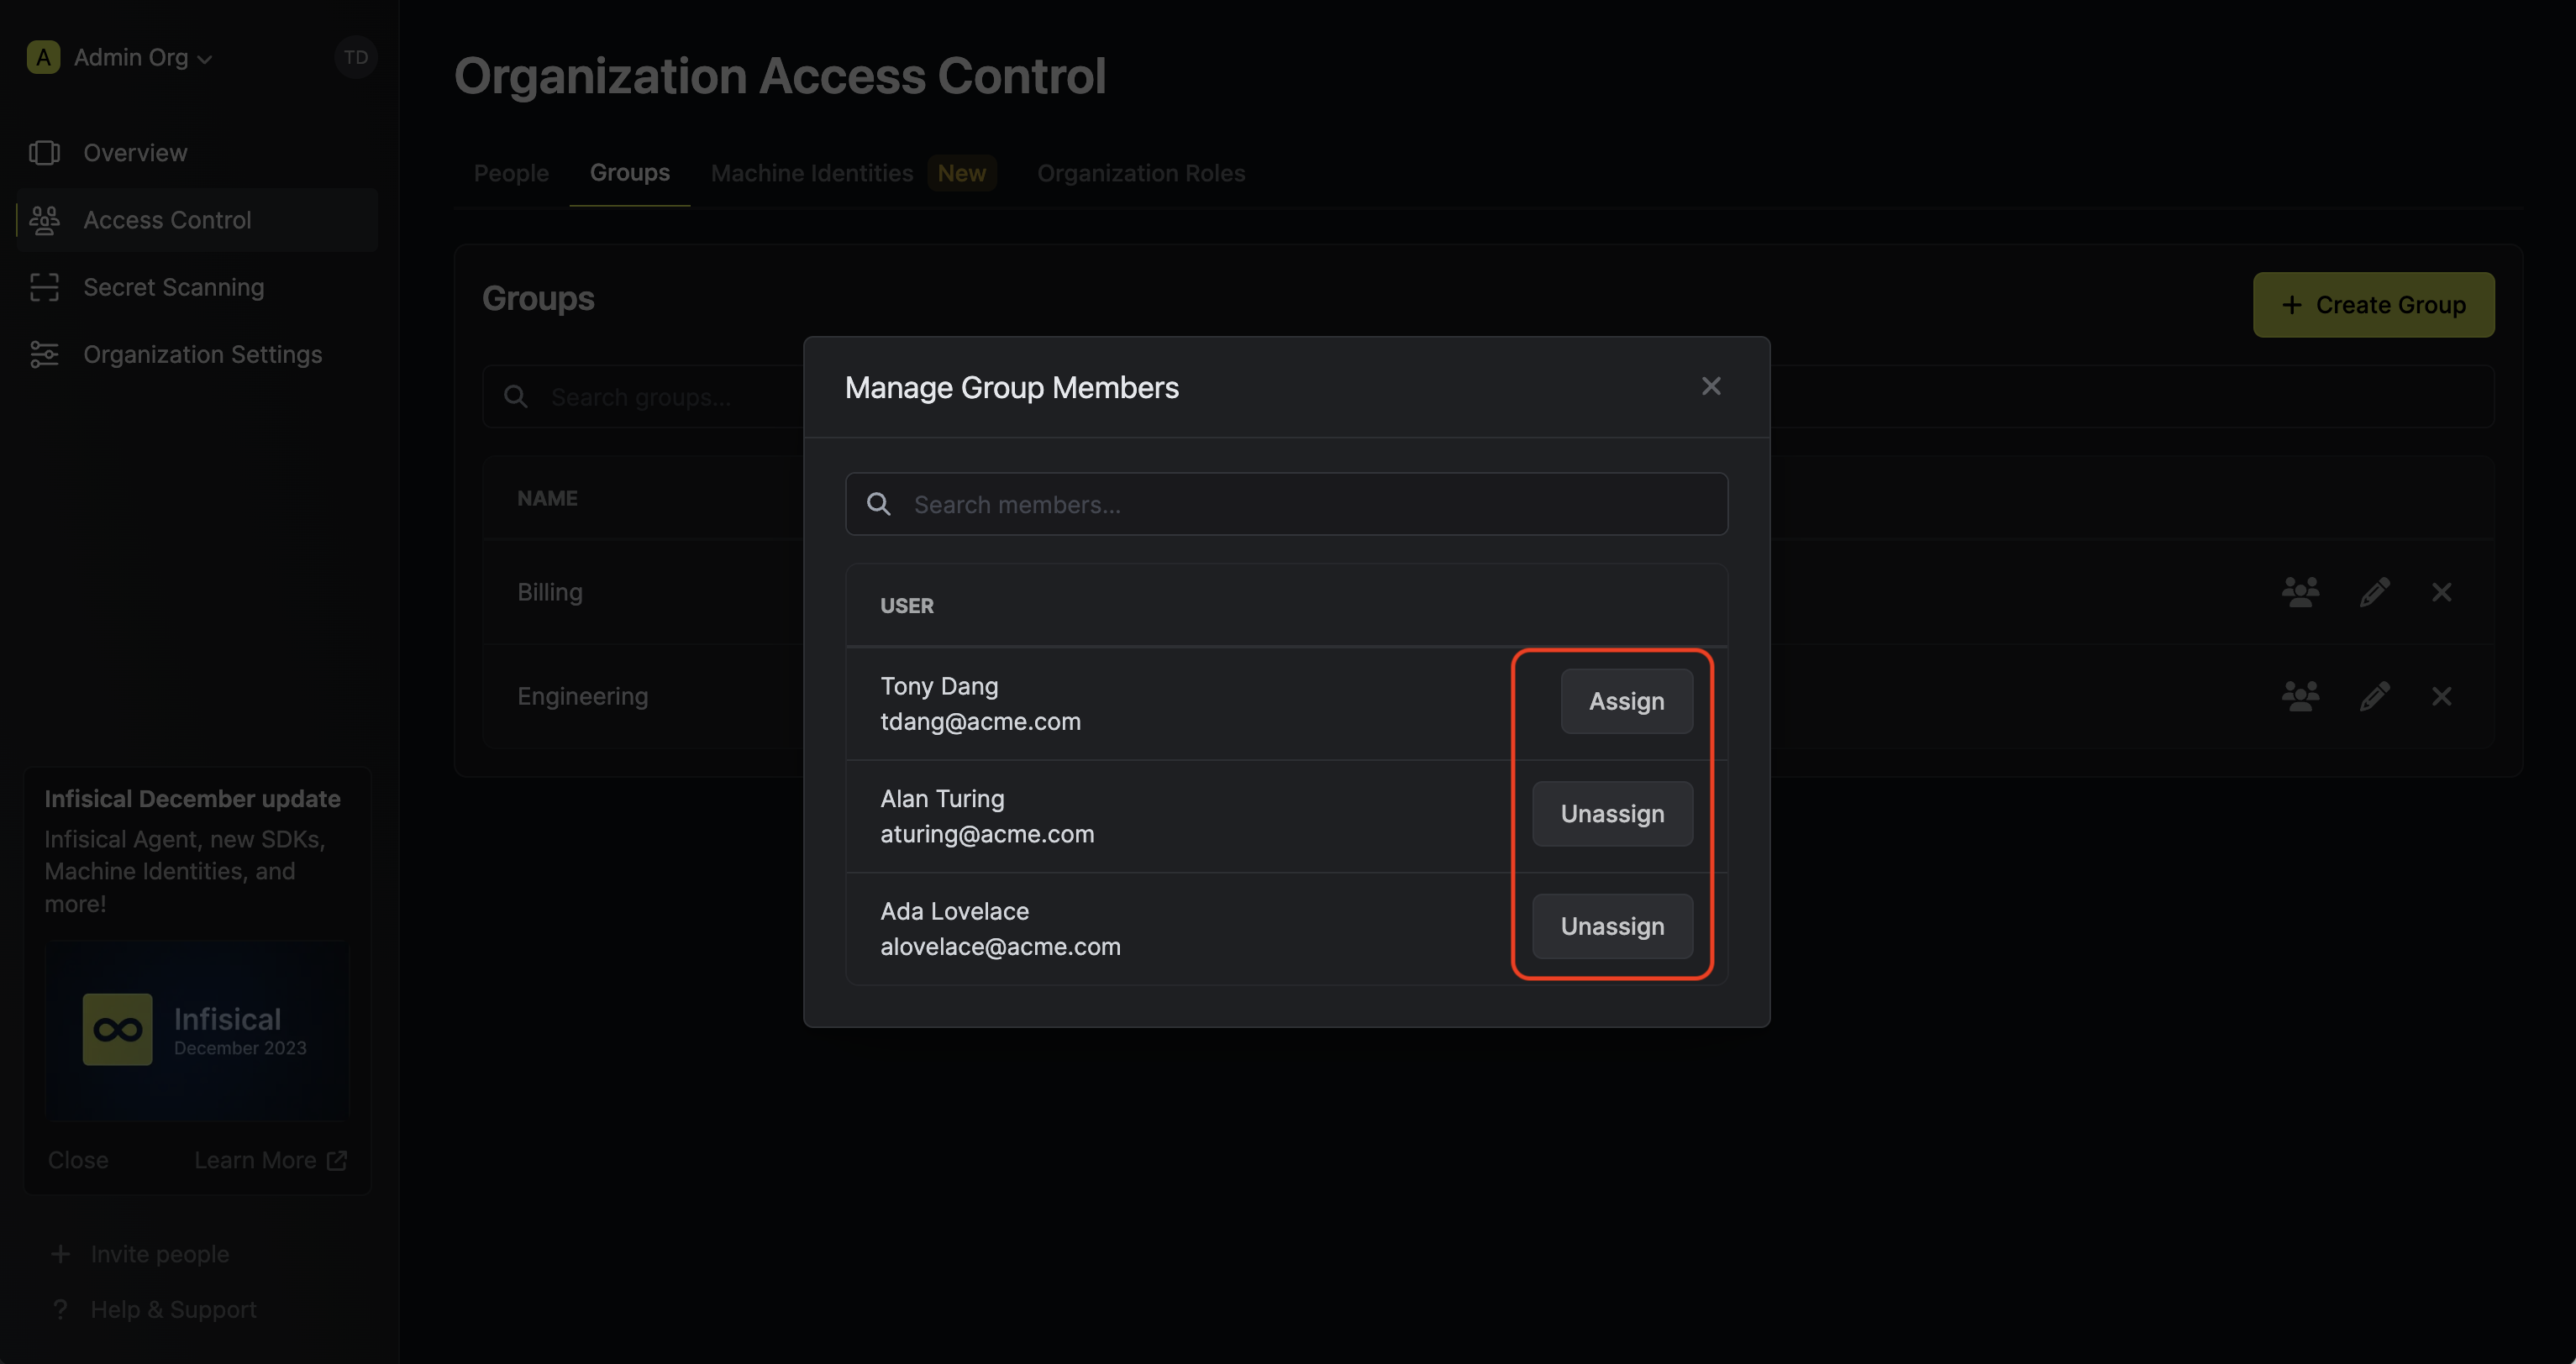 A Admin Org TD
Overview
Access Control
Secret Scanning
Organization Settings
Infisical December update
Infisical Agent, new SDKs,
Machine Identities, and
more!
Infisical
December 2023
Close Learn More
Invite people
? Help & Support
Organization Access Control
People Groups Machine Identities New Organization Roles
Groups
+ Create Group
Search groups...
NAME
Billing
Engineering
Manage Group Members
Search members...
USER
Tony Dang
tdang@acme.com
Assign
Alan Turing
aturing@acme.com
Unassign
Ada Lovelace
alovelace@acme.com
Unassign